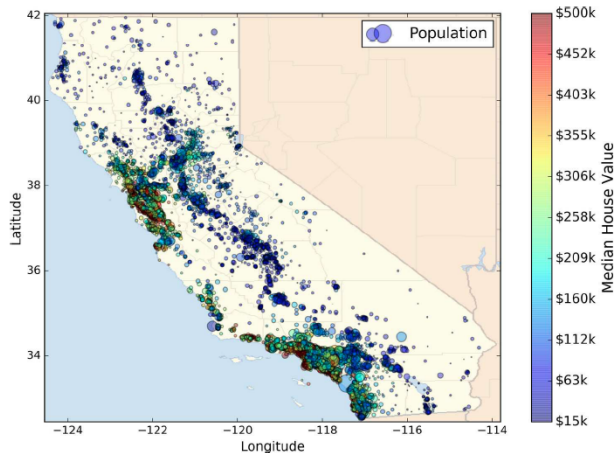 42
40
38
36
34
−124
−122
−120
−118
−116
−114
Latitude
Longitude
Population
$500k
$452k
$403k
$355k
$306k
$258k
$209k
$160k
$112k
$63k
$15k
Median House Value